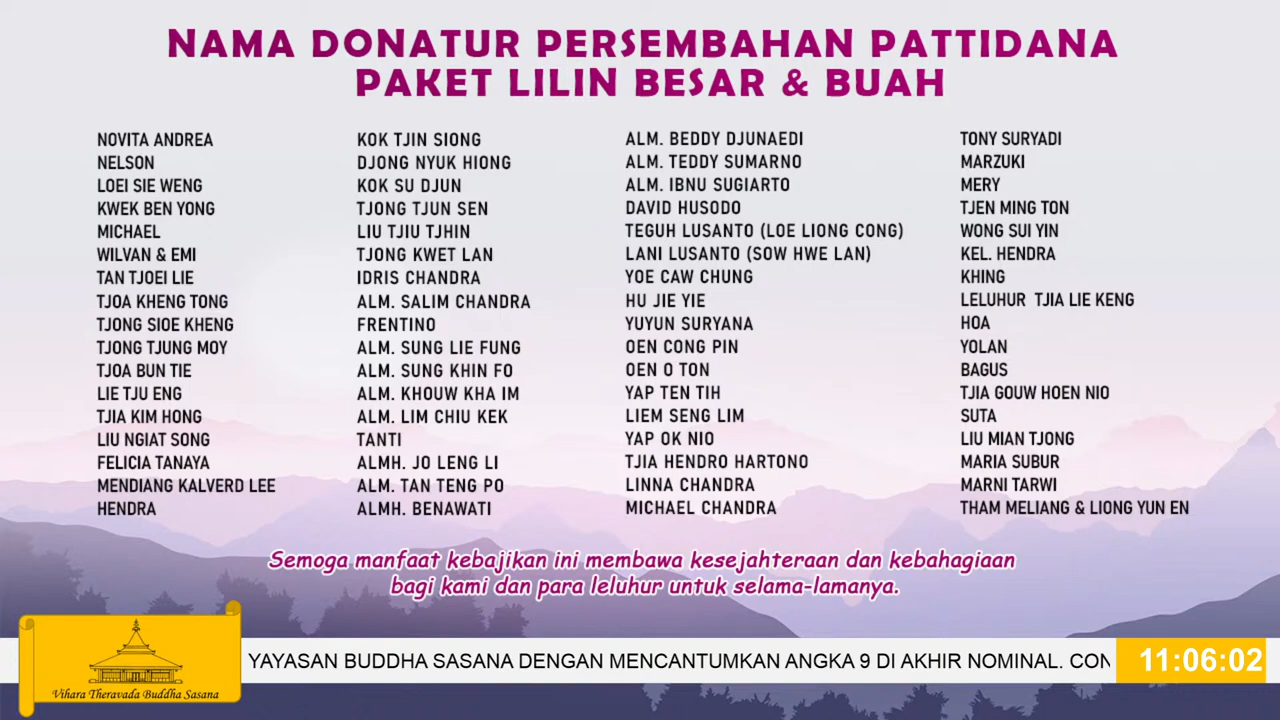 NAMA DONATUR PERSEMBAHAN PATTIDANA
PAKET LILIN BESAR & BUAH
NOVITA ANDREA
NELSON
LOEI SIE WENG
KWEK BEN YONG
MICHAEL
WILVAN & EMI
TAN TJOEI LIE
TJOA KHENG TONG
TJONG SIOE KHENG
TJONG TJUNG MOY
TJOA BUN TIE
LIE TJU ENG
TJIA KIM HONG
LIU NGIAT SONG
FELICIA TANAYA
MENDIANG KALVERD LEE
HENDRA
KOK TJIN SIONG
DJONG NYUK HIONG
KOK SU DJUN
TJONG TJUN SEN
LIU TJIU TJHIN
TJONG KWET LAN
IDRIS CHANDRA
ALM. SALIM CHANDRA
FRENTINO
ALM. SUNG LIE FUNG
ALM. SUNG KHIN FO
ALM. KHOUW KHA IM
ALM. LIM CHIU KEK
TANTI
ALMH. JO LENG LI
ALM. TAN TENG PO
ALMH. BENAWATI
ALM. BEDDY DJUNAEDI
ALM. TEDDY SUMARNO
ALM. IBNU SUGIARTO
DAVID HUSODO
TEGUH LUSANTO (LOE LIONG CONG)
LANI LUSANTO (SOW HWE LAN)
YOE CAW CHUNG
HU JIE YIE
YUYUN SURYANA
OEN CONG PIN
OEN O TON
YAP TEN TIH
LIEM SENG LIM
YAP OK NIO
TJIA HENDRO HARTONO
LINNA CHANDRA
MICHAEL CHANDRA
TONY SURYADI
MARZUKI
MERY
TJEN MING TON
WONG SUI YIN
KEL. HENDRA
KHING
LELUHUR TJIA LIE KENG
HOA
YOLAN
BAGUS
TJIA GOUW HOEN NIO
SUTA
LIU MIAN TJONG
MARIA SUBUR
MARNI TARWI
THAM MELIANG & LIONG YUN EN
Semoga manfaat kebajikan ini membawa kesejahteraan dan kebahagiaan
bagi kami dan para leluhur untuk selama-lamanya.
Vihara Theravada Buddha Sasana
YAYASAN BUDDHA SASANA DENGAN MENCANTUMKAN ANGKA 9 DI AKHIR NOMINAL. CON
11:06:02